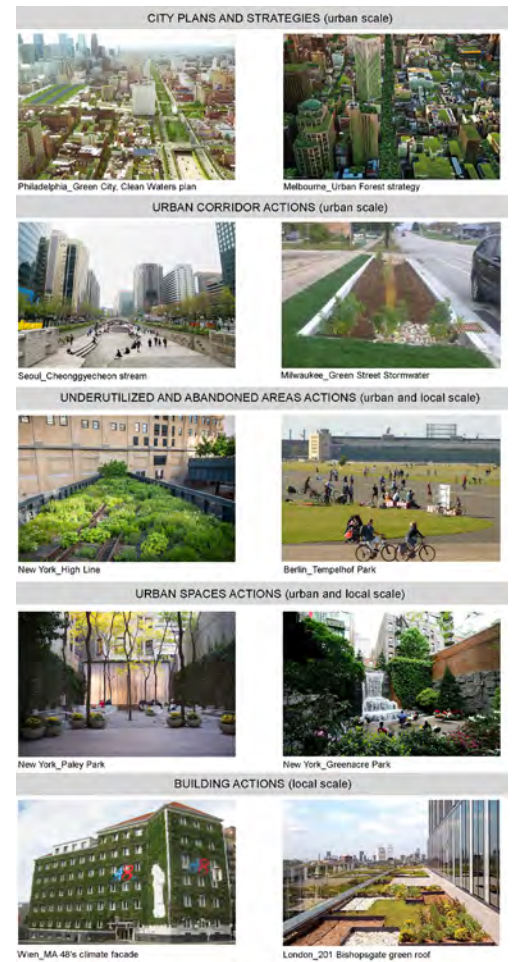 CITY PLANS AND STRATEGIES (urban scale)
Philadelphia_Green City, Clean Waters plan
Melbourne_Urban Forest strategy
URBAN CORRIDOR ACTIONS (urban scale)
Seoul_Cheonggyecheon stream
Milwaukee_Green Street Stormwater
UNDERUTILIZED AND ABANDONED AREAS ACTIONS (urban and local scale)
New York_High Line
Berlin_Tempelhof Park
URBAN SPACES ACTIONS (urban and local scale)
New York_Paley Park
New York_Greenacre Park
BUILDING ACTIONS (local scale)
48
48
Wien_MA 48's climate facade
London_201 Bishopsgate green roof